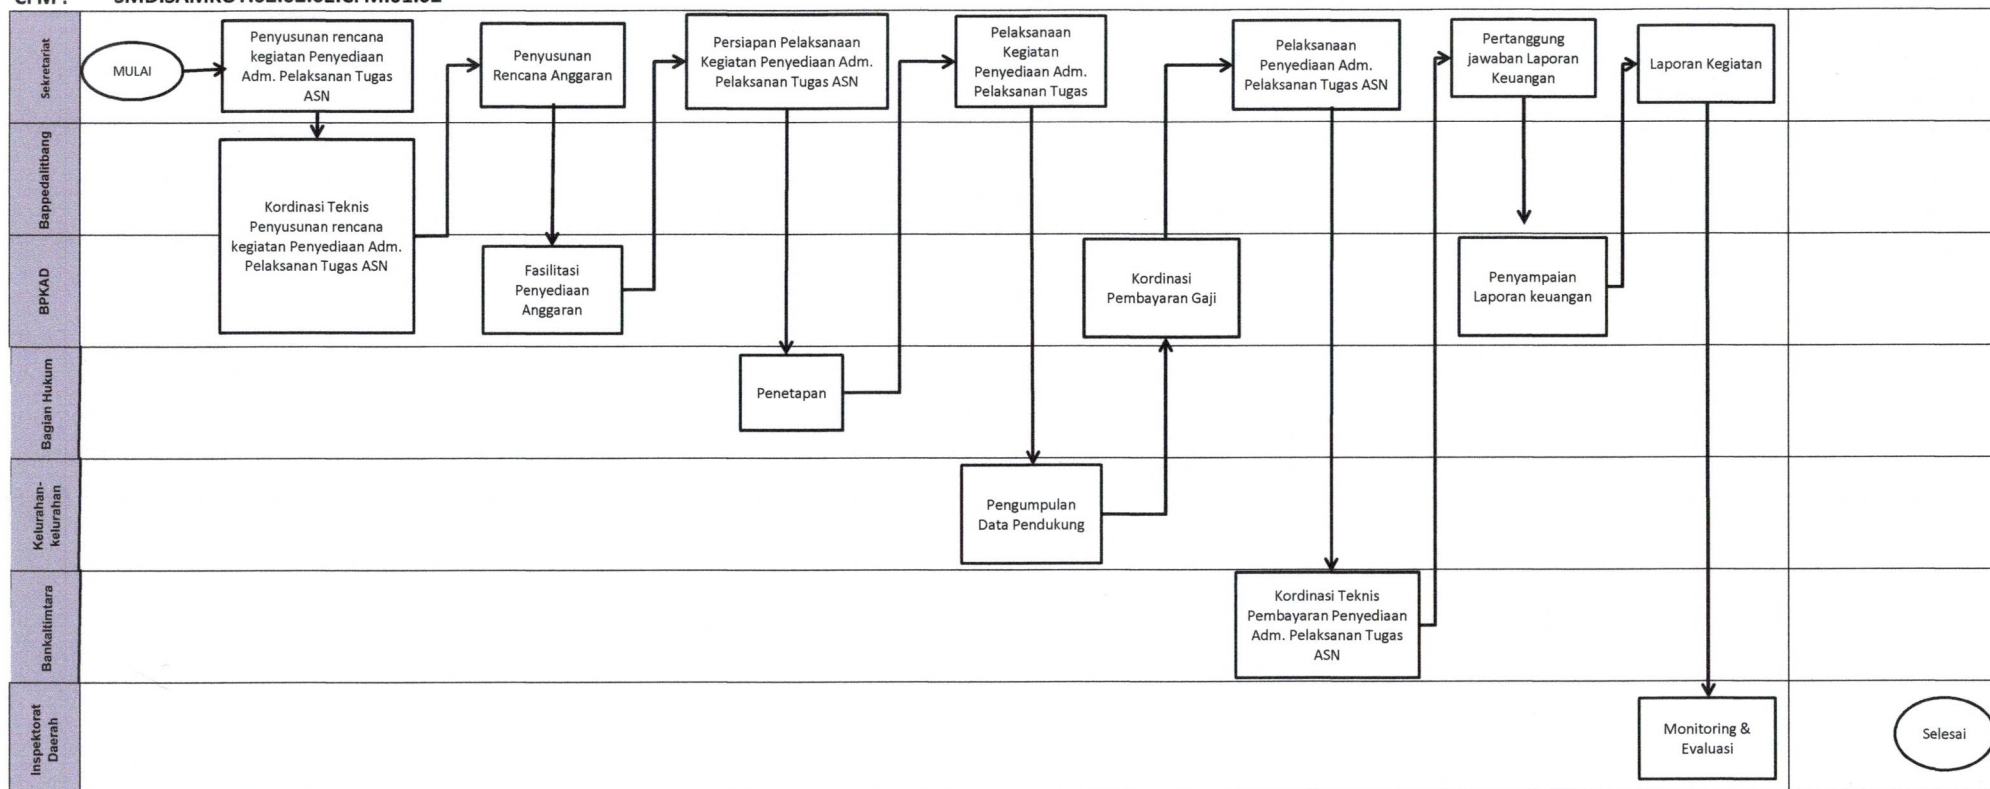 Sekretariat
MULAI
Penyusunan rencana
kegiatan Penyediaan
Adm. Pelaksanan Tugas
ASN
Penyusunan
Rencana Anggaran
Persiapan Pelaksanaan
Kegiatan Penyediaan Adm.
Pelaksanan Tugas ASN
Pelaksanaan
Kegiatan
Penyediaan Adm.
Pelaksanan Tugas
Pelaksanaan
Penyediaan Adm.
Pelaksanan Tugas ASN
Pertanggung
jawaban Laporan
Keuangan
Laporan Kegiatan
Bappedalitbang
Kordinasi Teknis
Penyusunan rencana
kegiatan Penyediaan Adm.
Pelaksanan Tugas ASN
BPKAD
Fasilitasi
Penyediaan
Anggaran
Kordinasi
Pembayaran Gaji
Penyampaian
Laporan keuangan
Bagian Hukum
Penetapan
Kelurahan-
kelurahan
Pengumpulan
Data Pendukung
Bankaltimtara
Kordinasi Teknis
Pembayaran Penyediaan
Adm. Pelaksanan Tugas
ASN
Inspektorat
Daerah
Monitoring &
Evaluasi
Selesai